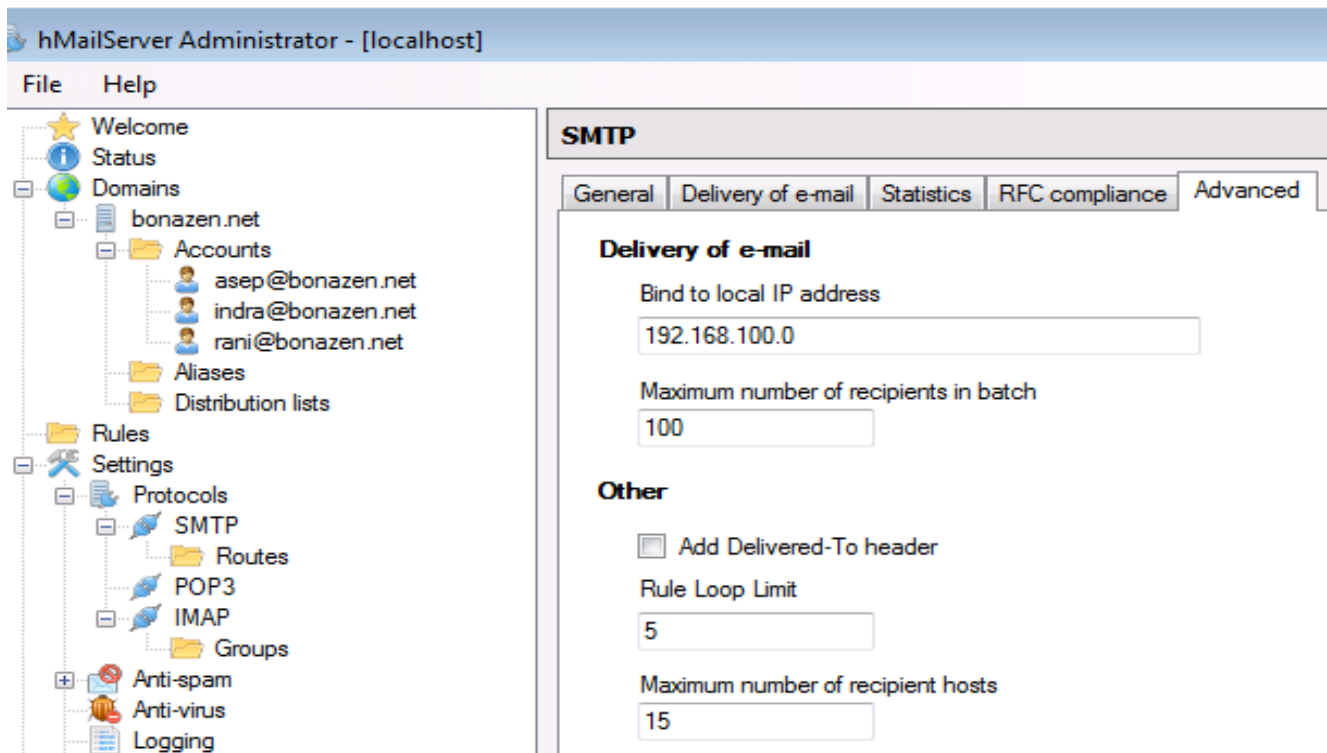 hMailServer Administrator - [localhost]
File Help
Welcome
Status
Domains
bonazen.net
Accounts
asep@bonazen.net
indra@bonazen.net
rani@bonazen.net
Aliases
Distribution lists
Rules
Settings
Protocols
SMTP
Routes
POP3
IMAP
Groups
Anti-spam
Anti-virus
Logging
SMTP
General Delivery of e-mail Statistics RFC compliance Advanced
Delivery of e-mail
Bind to local IP address
192.168.100.0
Maximum number of recipients in batch
100
Other
Add Delivered-To header
Rule Loop Limit
5
Maximum number of recipient hosts
15